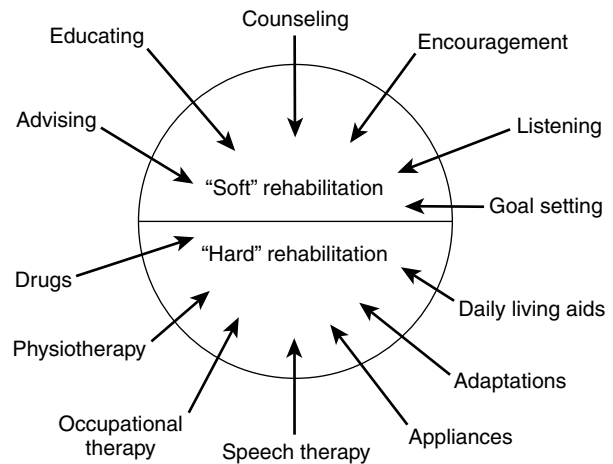 Counseling
Educating
Encouragement
Advising
Listening
“Soft” rehabilitation
Goal setting
“Hard” rehabilitation
Drugs
Daily living aids
Physiotherapy
Adaptations
Occupational
therapy
Speech therapy
Appliances